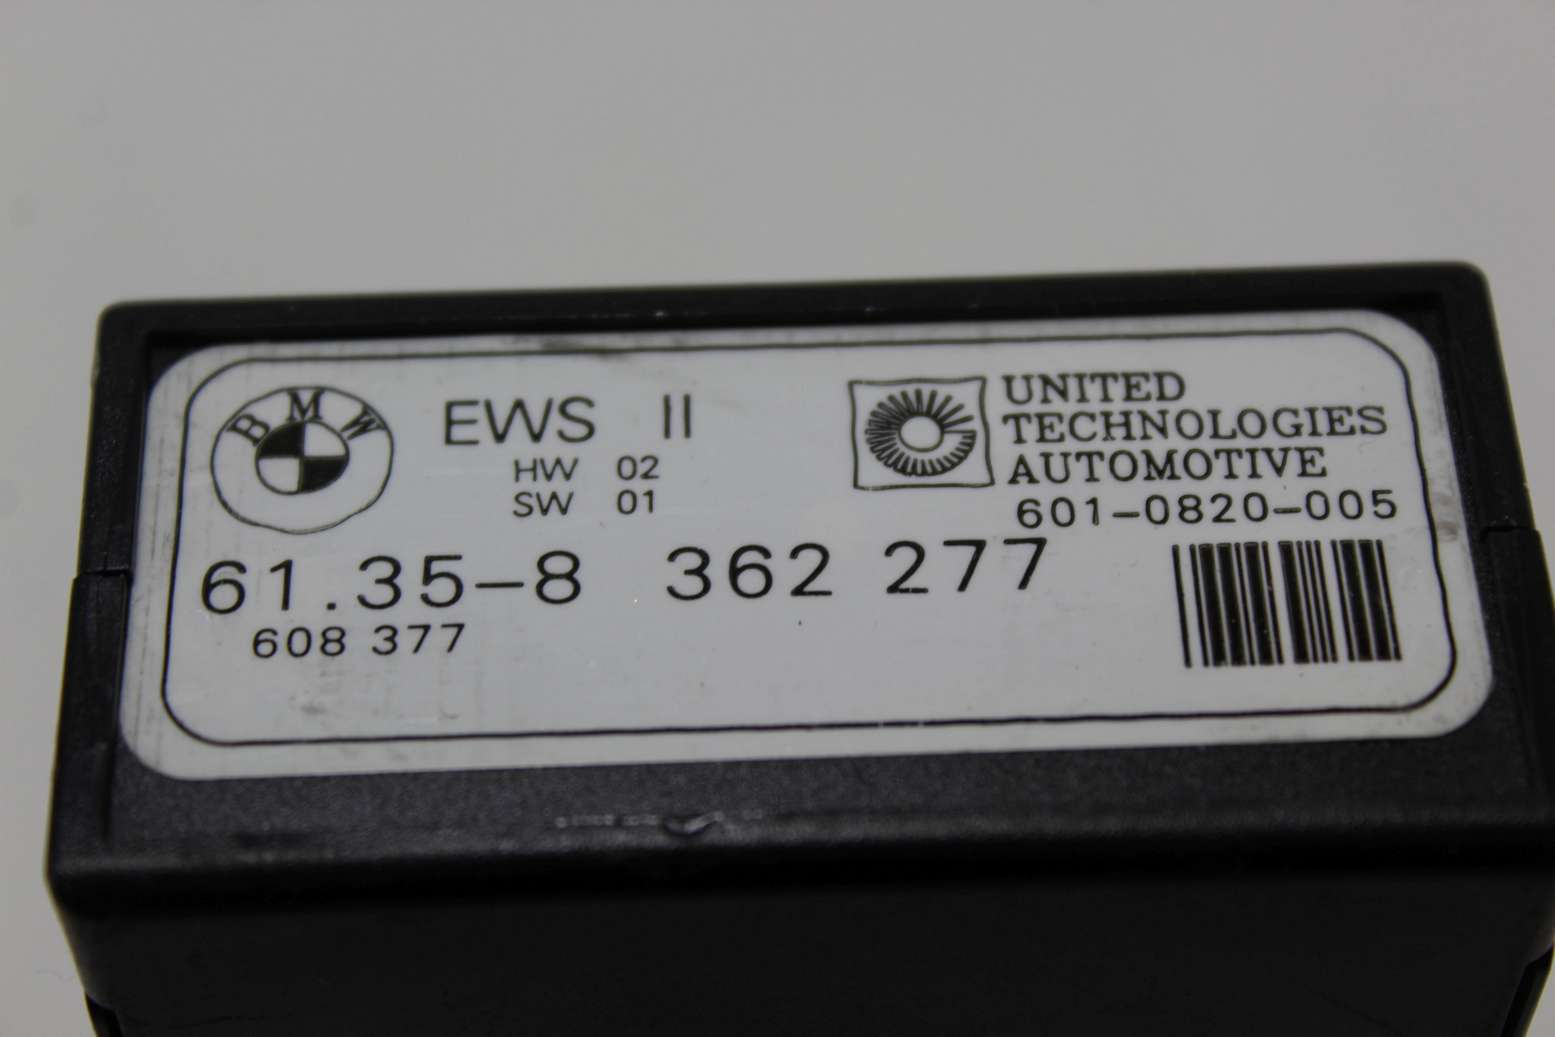 BMW
EWS II
HW 02
SW 01
UNITED
TECHNOLOGIES
AUTOMOTIVE
601-0820-005
61.35-8 362 277
608 377